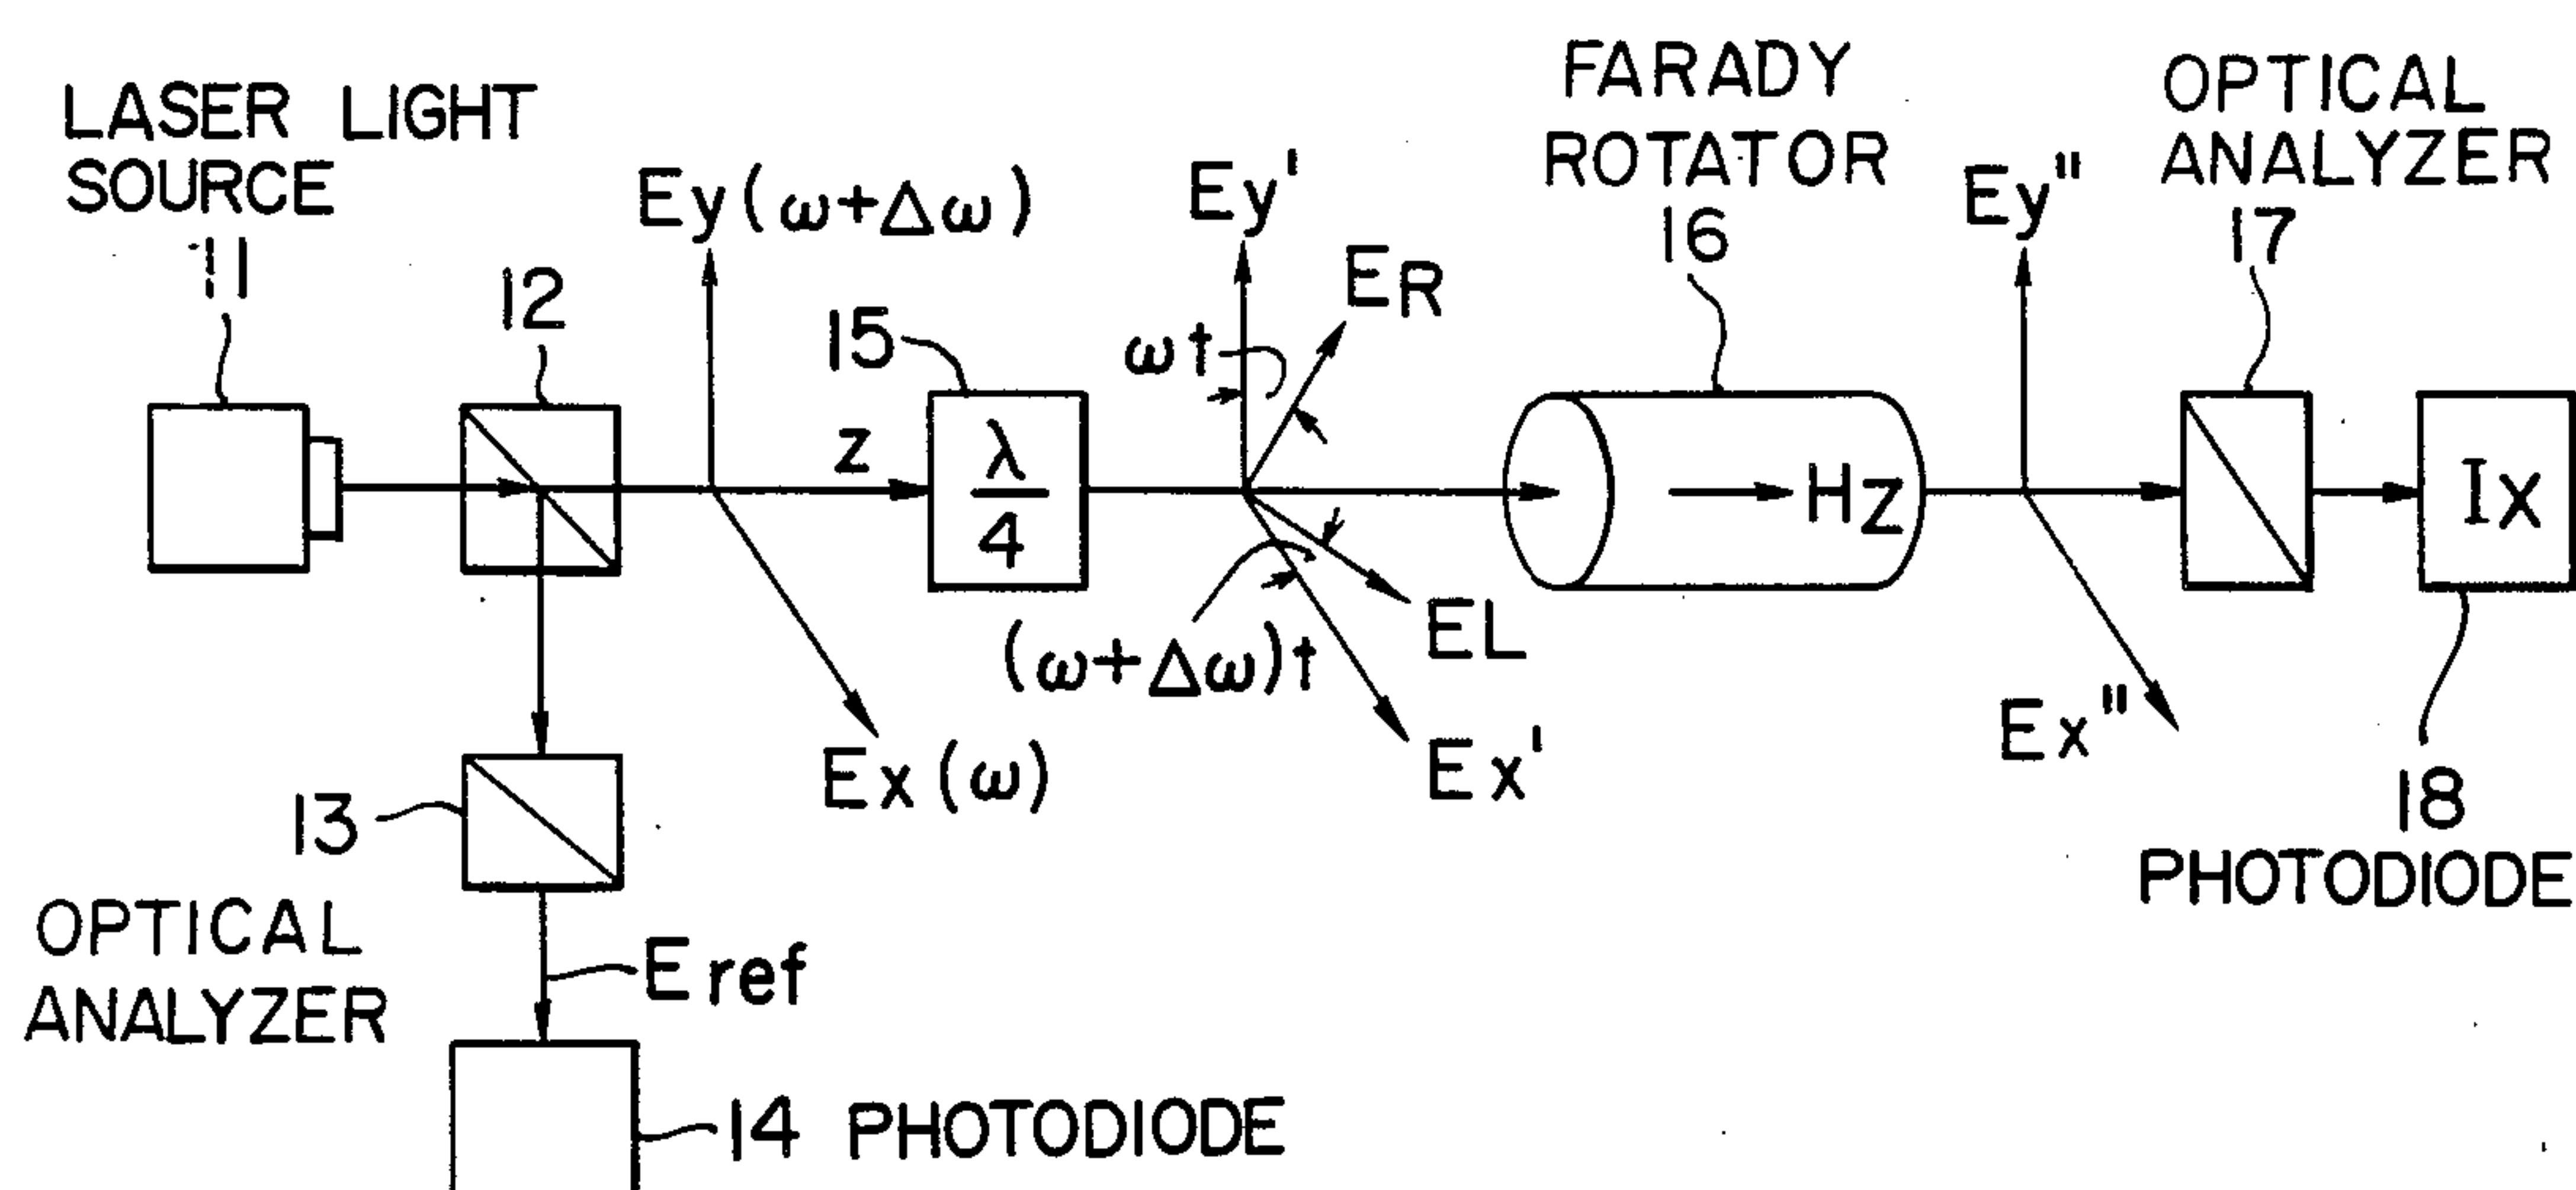 LASER LIGHT
SOURCE
11
12
Ey(ω+Δω)
z
Ex(ω)
15
λ
4
Ey'
ER
ωt
(ω+Δω)t
EL
Ex'
FARADY
ROTATOR
16
Hz
Ey"
Ex"
OPTICAL
ANALYZER
17
Ix
18
PHOTODIODE
13
OPTICAL
ANALYZER
Eref
14 PHOTODIODE